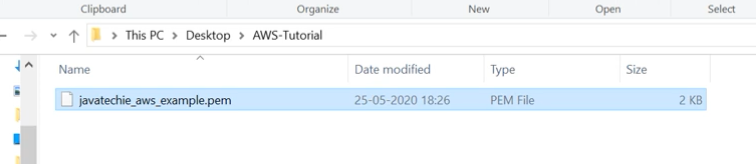 Clipboard Organize New Open Select
This PC > Desktop > AWS-Tutorial
Name Date modified Type Size
javatechie_aws_example.pem 25-05-2020 18:26 PEM File 2 KB